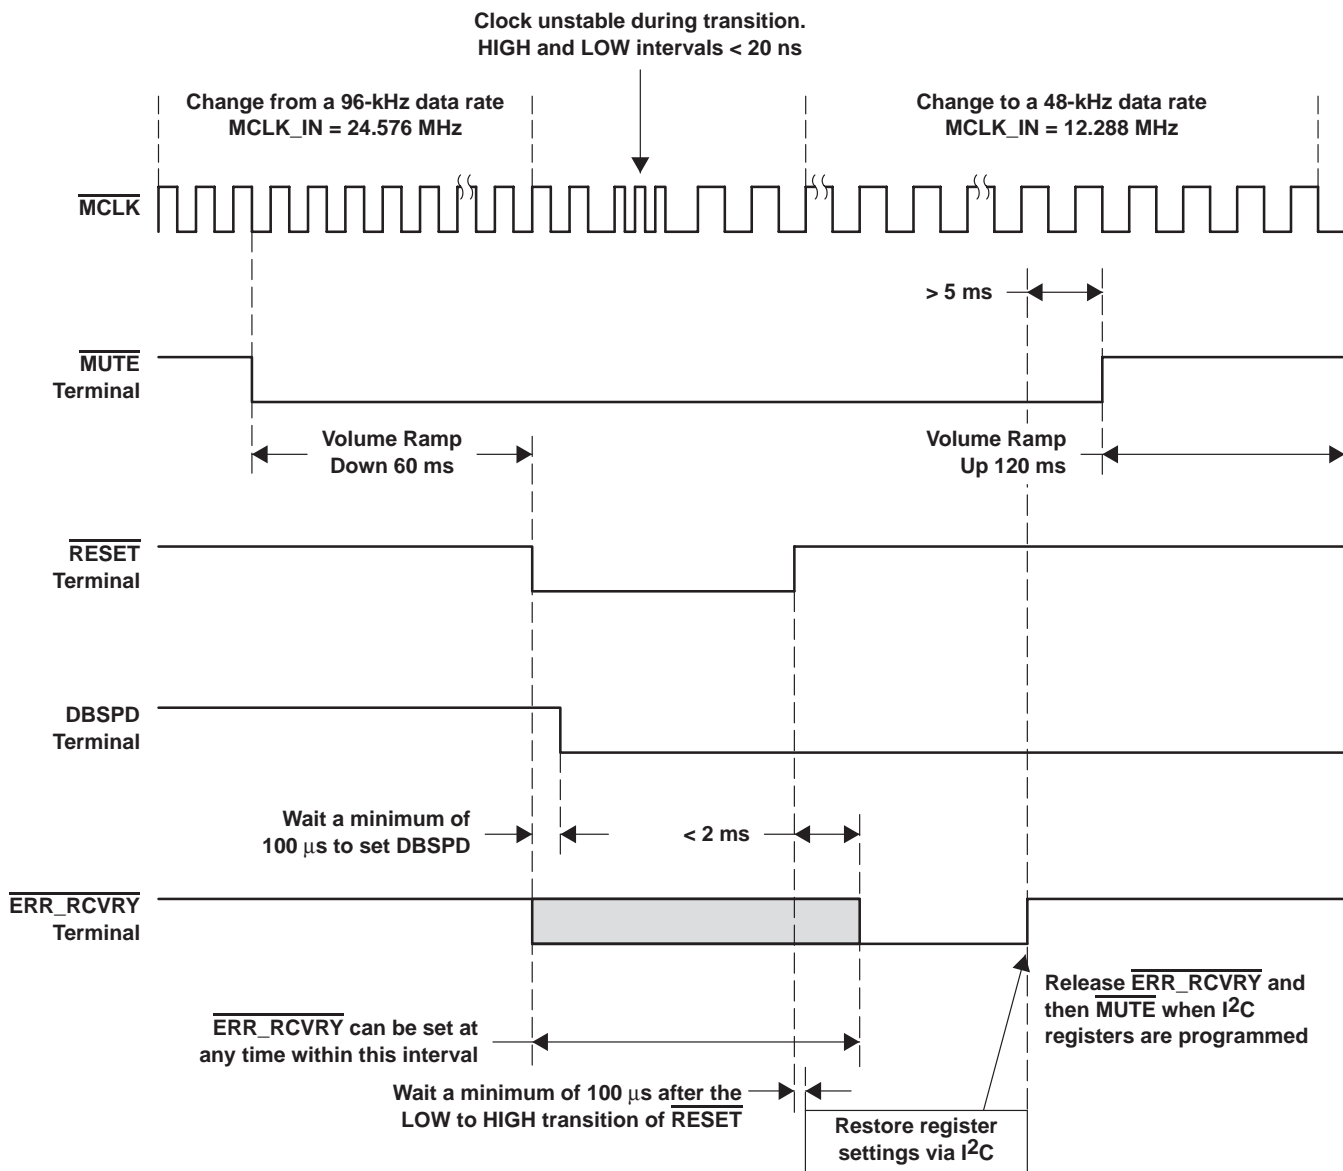 Clock unstable during transition.
HIGH and LOW intervals < 20 ns
Change from a 96-kHz data rate
MCLK_IN = 24.576 MHz
Change to a 48-kHz data rate
MCLK_IN = 12.288 MHz
MCLK
> 5 ms
MUTE
Terminal
Volume Ramp
Down 60 ms
Volume Ramp
Up 120 ms
RESET
Terminal
DBSPD
Terminal
Wait a minimum of
100 μs to set DBSPD
< 2 ms
ERR_RCVRY
Terminal
ERR_RCVRY can be set at
any time within this interval
Release ERR_RCVRY and
then MUTE when I²C
registers are programmed
Wait a minimum of 100 μs after the
LOW to HIGH transition of RESET
Restore register
settings via I²C